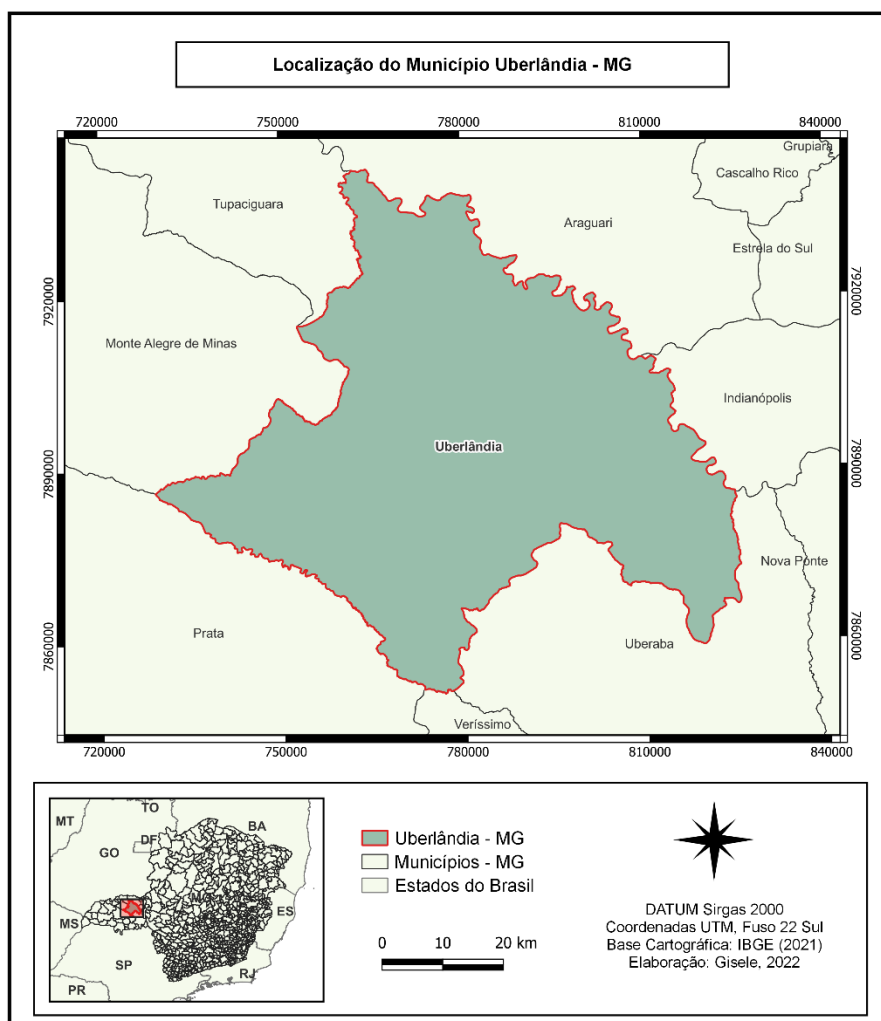 Localização do Município Uberlândia - MG
720000 750000 780000 810000 840000
Grupiara
Cascalho Rico
Tupaciguara
Araguari
Estrela do Sul
7920000
7920000
Monte Alegre de Minas
Indianópolis
Uberlândia
7890000
7890000
Nova Ponte
Prata
Uberaba
7860000
7860000
Veríssimo
720000 750000 780000 810000 840000
TO
MT
BA
DF
GO
ES
MS
SP
RJ
PR
Uberlândia - MG
Municípios - MG
Estados do Brasil
0 10 20 km
DATUM Sirgas 2000
Coordenadas UTM, Fuso 22 Sul
Base Cartográfica: IBGE (2021)
Elaboração: Gisele, 2022